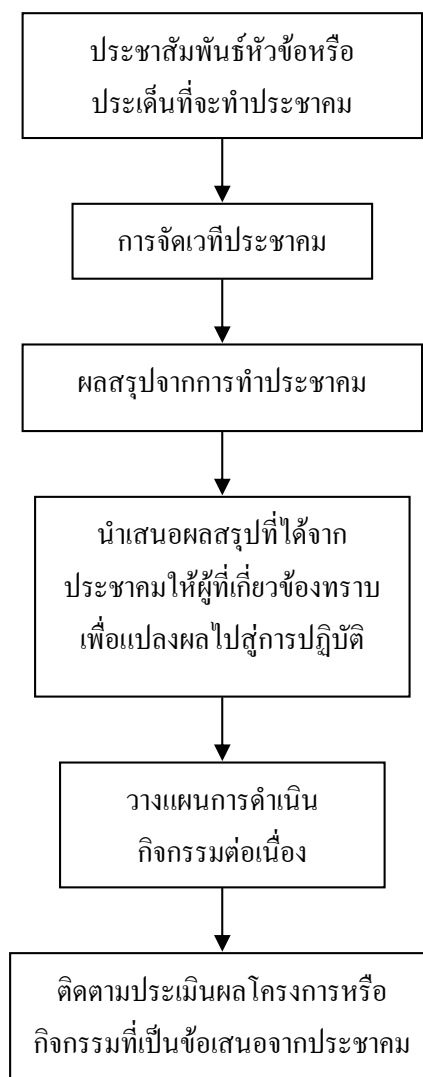 ประชาสัมพันธ์หัวข้อหรือ
ประเด็นที่จะทำประชาคม
การจัดเวทีประชาคม
ผลสรุปจากการทำประชาคม
นำเสนอผลสรุปที่ได้จาก
ประชาคมให้ผู้ที่เกี่ยวข้องทราบ
เพื่อแปลงผลไปสู่การปฏิบัติ
วางแผนการดำเนิน
กิจกรรมต่อเนื่อง
ติดตามประเมินผลโครงการหรือ
กิจกรรมที่เป็นข้อเสนอจากประชาคม